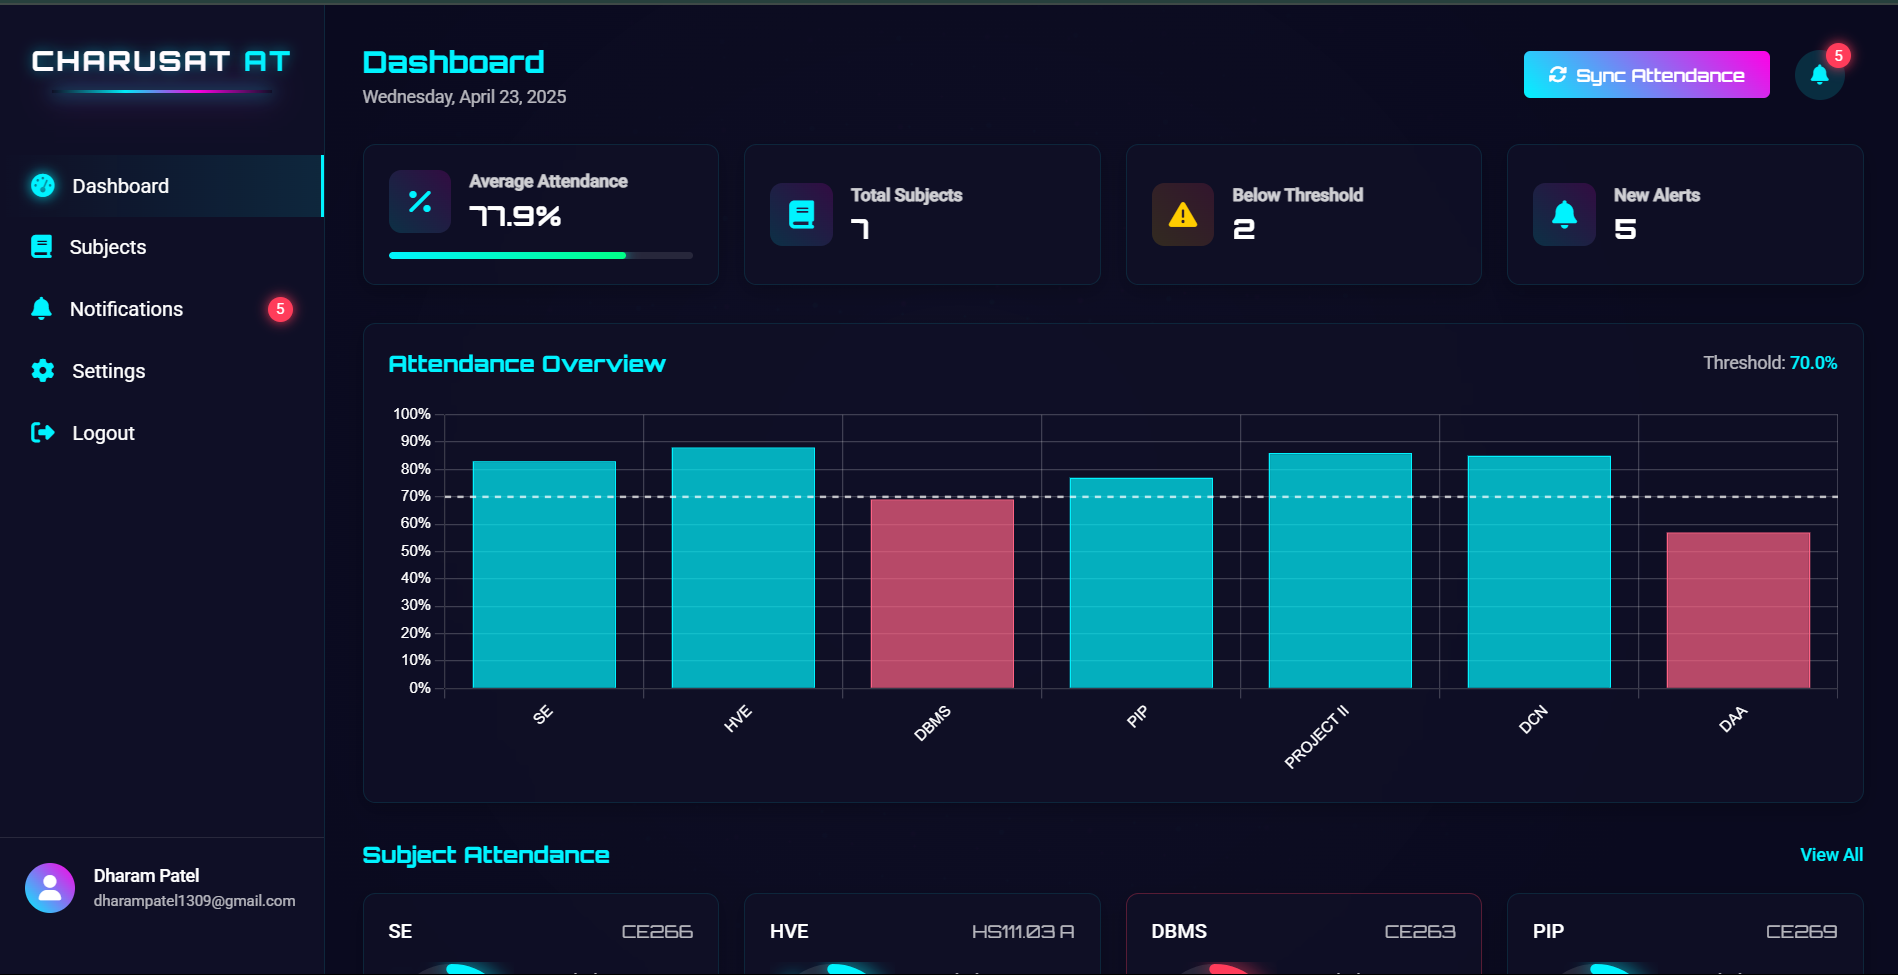 CHARUSAT AT
Dashboard
Subjects
Notifications
5
Settings
Logout
Dharam Patel
dharampatel1309@gmail.com
Dashboard
Wednesday, April 23, 2025
Sync Attendance
5
Average Attendance
77.9%
Total Subjects
7
Below Threshold
2
New Alerts
5
Attendance Overview
Threshold: 70.0%
100%
90%
80%
70%
60%
50%
40%
30%
20%
10%
0%
SE
HVE
DBMS
PIP
PROJECT II
DCN
DAA
Subject Attendance
View All
SE CE266
HVE HS111.03 A
DBMS CE263
PIP CE269